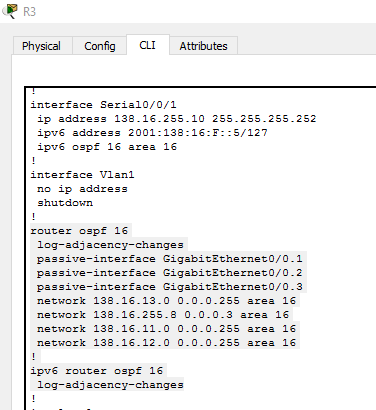 R3
Physical Config CLI Attributes
!
interface Serial0/0/1
ip address 138.16.255.10 255.255.255.252
ipv6 address 2001:138:16:F::5/127
ipv6 ospf 16 area 16
!
interface Vlan1
no ip address
shutdown
!
router ospf 16
log-adjacency-changes
passive-interface GigabitEthernet0/0.1
passive-interface GigabitEthernet0/0.2
passive-interface GigabitEthernet0/0.3
network 138.16.13.0 0.0.0.255 area 16
network 138.16.255.8 0.0.0.3 area 16
network 138.16.11.0 0.0.0.255 area 16
network 138.16.12.0 0.0.0.255 area 16
!
ipv6 router ospf 16
log-adjacency-changes
!